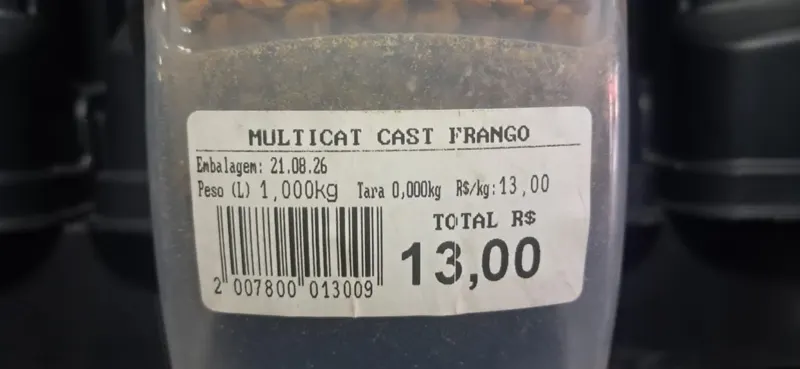 MULTICAT CAST FRANGO
Embalagem: 21.08.26
Peso (L) 1,000kg Tara 0,000kg R$/kg: 13,00
TOTAL R$
13,00
2 007800 013009